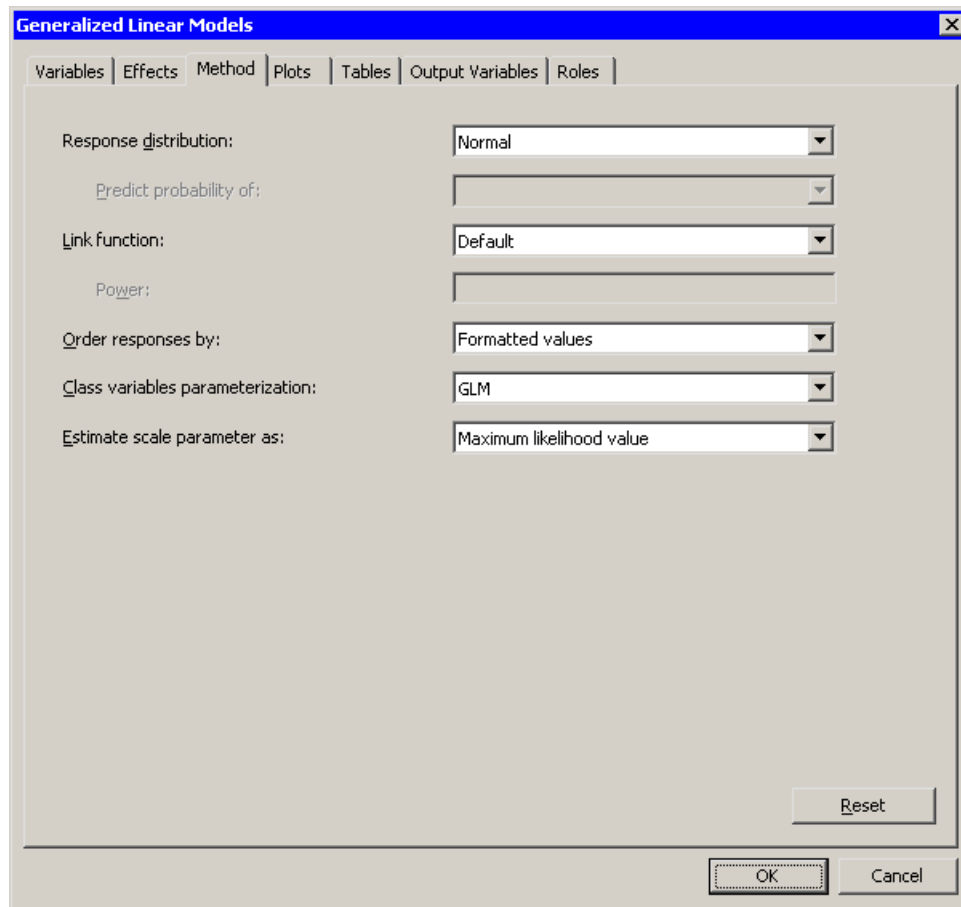 Generalized Linear Models
Variables Effects Method Plots Tables Output Variables Roles
Response distribution: Normal
Predict probability of:
Link function: Default
Power:
Order responses by: Formatted values
Class variables parameterization: GLM
Estimate scale parameter as: Maximum likelihood value
Reset
OK Cancel